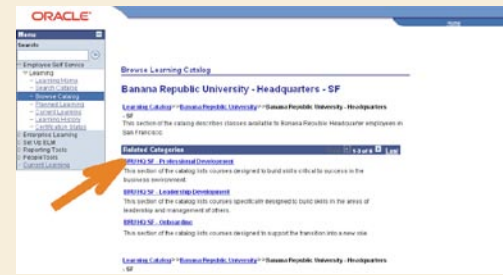 ORACLE'
Home
Menu
Search:
Employee Self Service
Learning
Learning Home
Search Catalog
Browse Catalog
Planned Learning
Current Learning
Learning History
Certification Status
Enterprise Learning
Set Up ELM
Reporting Tools
PeopleTools
Current Learning
Browse Learning Catalog
Banana Republic University - Headquarters - SF
Learning Catalog>>Banana Republic University>>Banana Republic University - Headquarters
- SF
This section of the catalog describes classes available to Banana Republic Headquarter employees in
San Francisco.
Related Categories
Last
BRU HQ SF - Professional Development
This section of the catalog lists courses designed to build skills critical to success in the
business environment.
BRU HQ SF - Leadership Development
This section of the catalog lists courses specifically designed to build skills in the areas of
leadership and management of others.
BRU HQ SF - Onboarding
This section of the catalog lists courses designed to support the transition into a new role
Learning Catalog>>Banana Republic University>>Banana Republic University - Headquarters
- SF